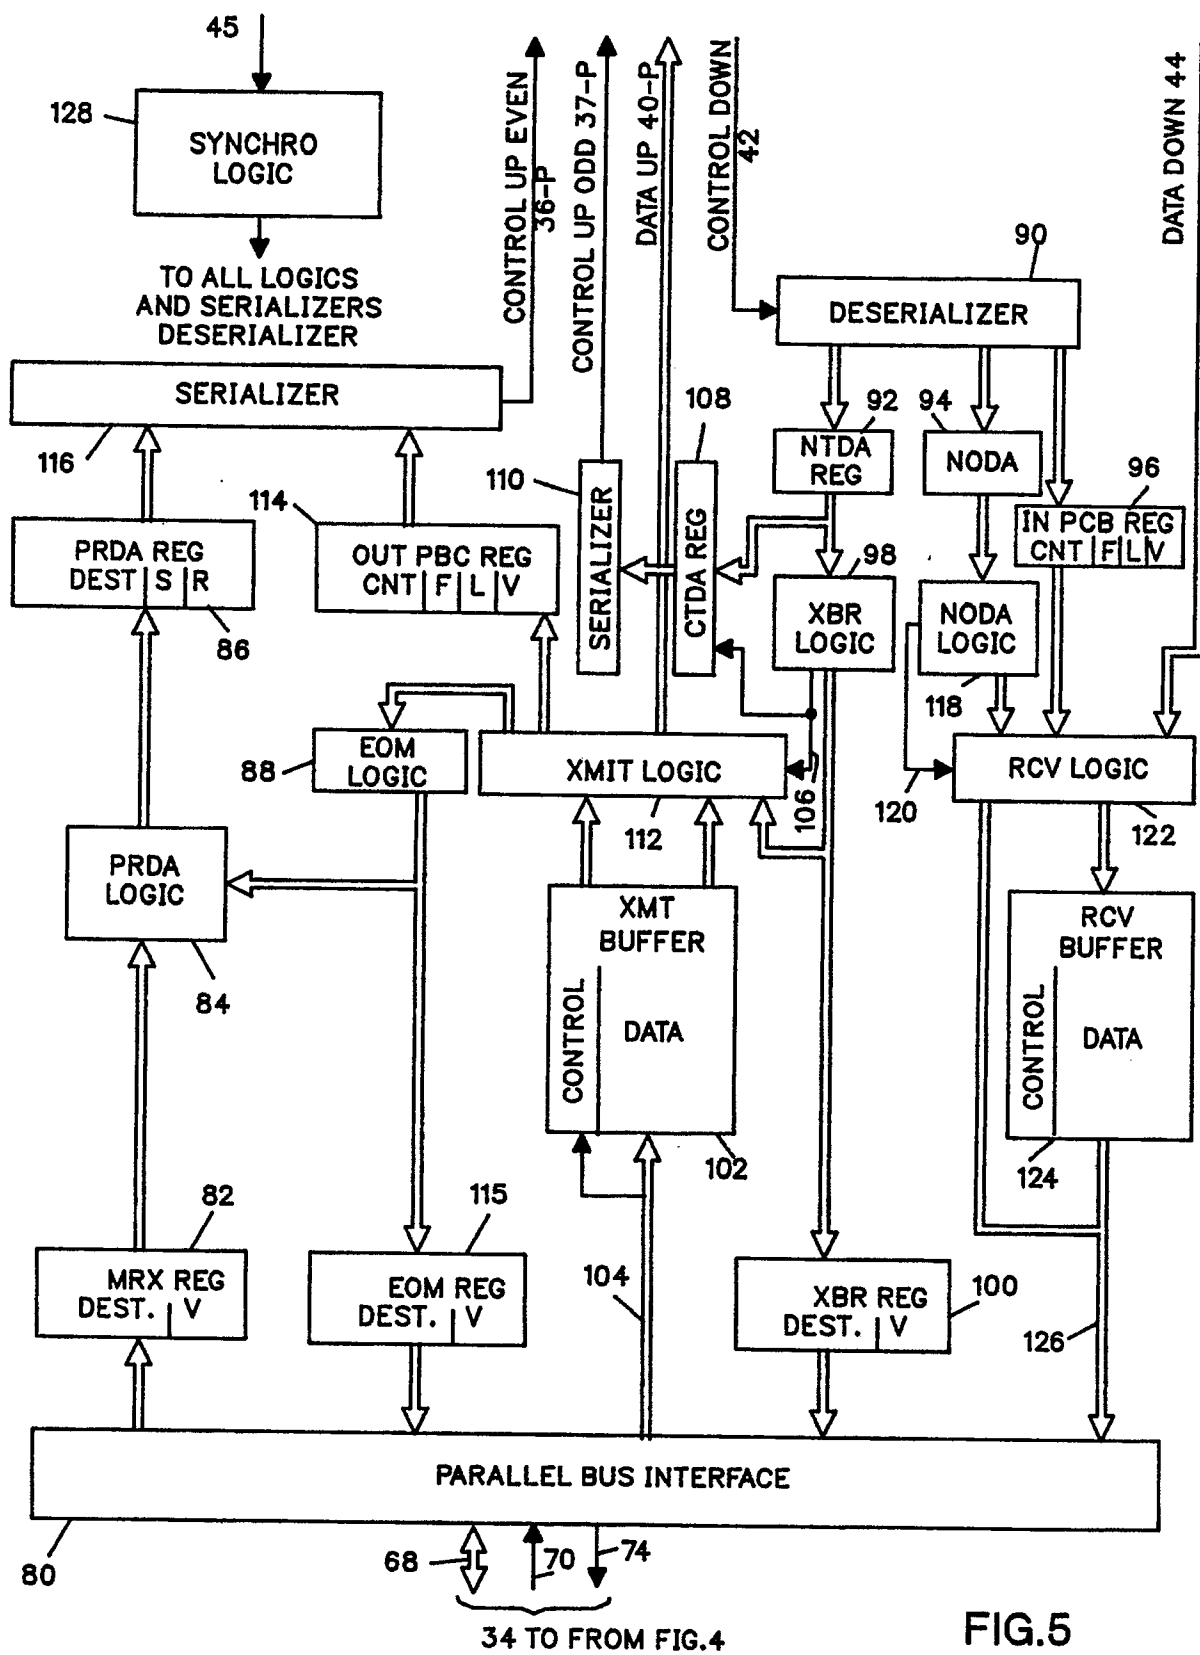 45
128
SYNCHRO
LOGIC
TO ALL LOGICS
AND SERIALIZERS
DESERIALIZER
CONTROL UP EVEN
36-P
CONTROL UP ODD 37-P
DATA UP 40-P
CONTROL DOWN
42
DATA DOWN 44
90
DESERIALIZER
SERIALIZER
116
108
92
NTDA
REG
94
NODA
96
IN PCB REG
CNT F L V
110
SERIALIZER
CTDA REG
114
PRDA REG
DEST S R
86
OUT PBC REG
CNT F L V
98
XBR
LOGIC
NODA
LOGIC
118
88
EOM
LOGIC
XMIT LOGIC
112
106
120
RCV LOGIC
122
PRDA
LOGIC
84
XMT
BUFFER
CONTROL
DATA
102
RCV
BUFFER
CONTROL
DATA
124
82
MRX REG
DEST. V
115
EOM REG
DEST. V
104
XBR REG
DEST. V
100
126
PARALLEL BUS INTERFACE
80
68
70
74
34 TO FROM FIG.4
FIG.5